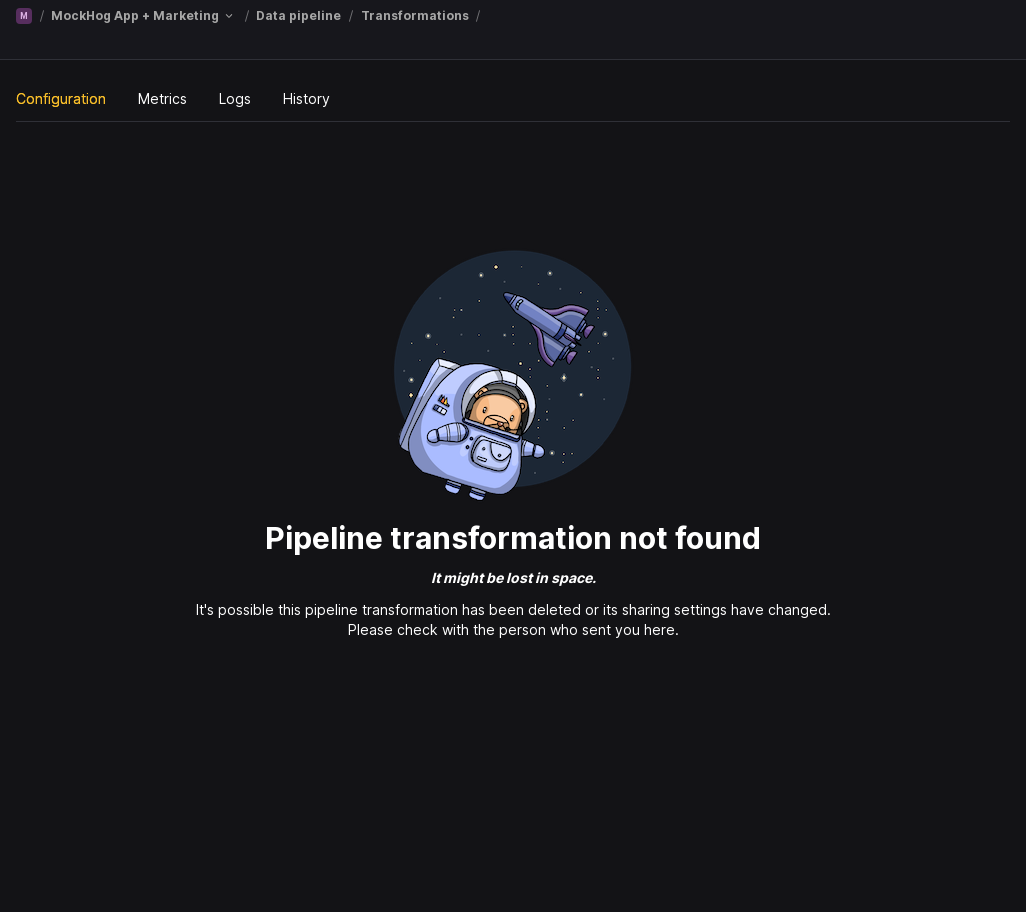 M / MockHog App + Marketing / Data pipeline / Transformations /
Configuration Metrics Logs History
Pipeline transformation not found
It might be lost in space.
It's possible this pipeline transformation has been deleted or its sharing settings have changed.
Please check with the person who sent you here.